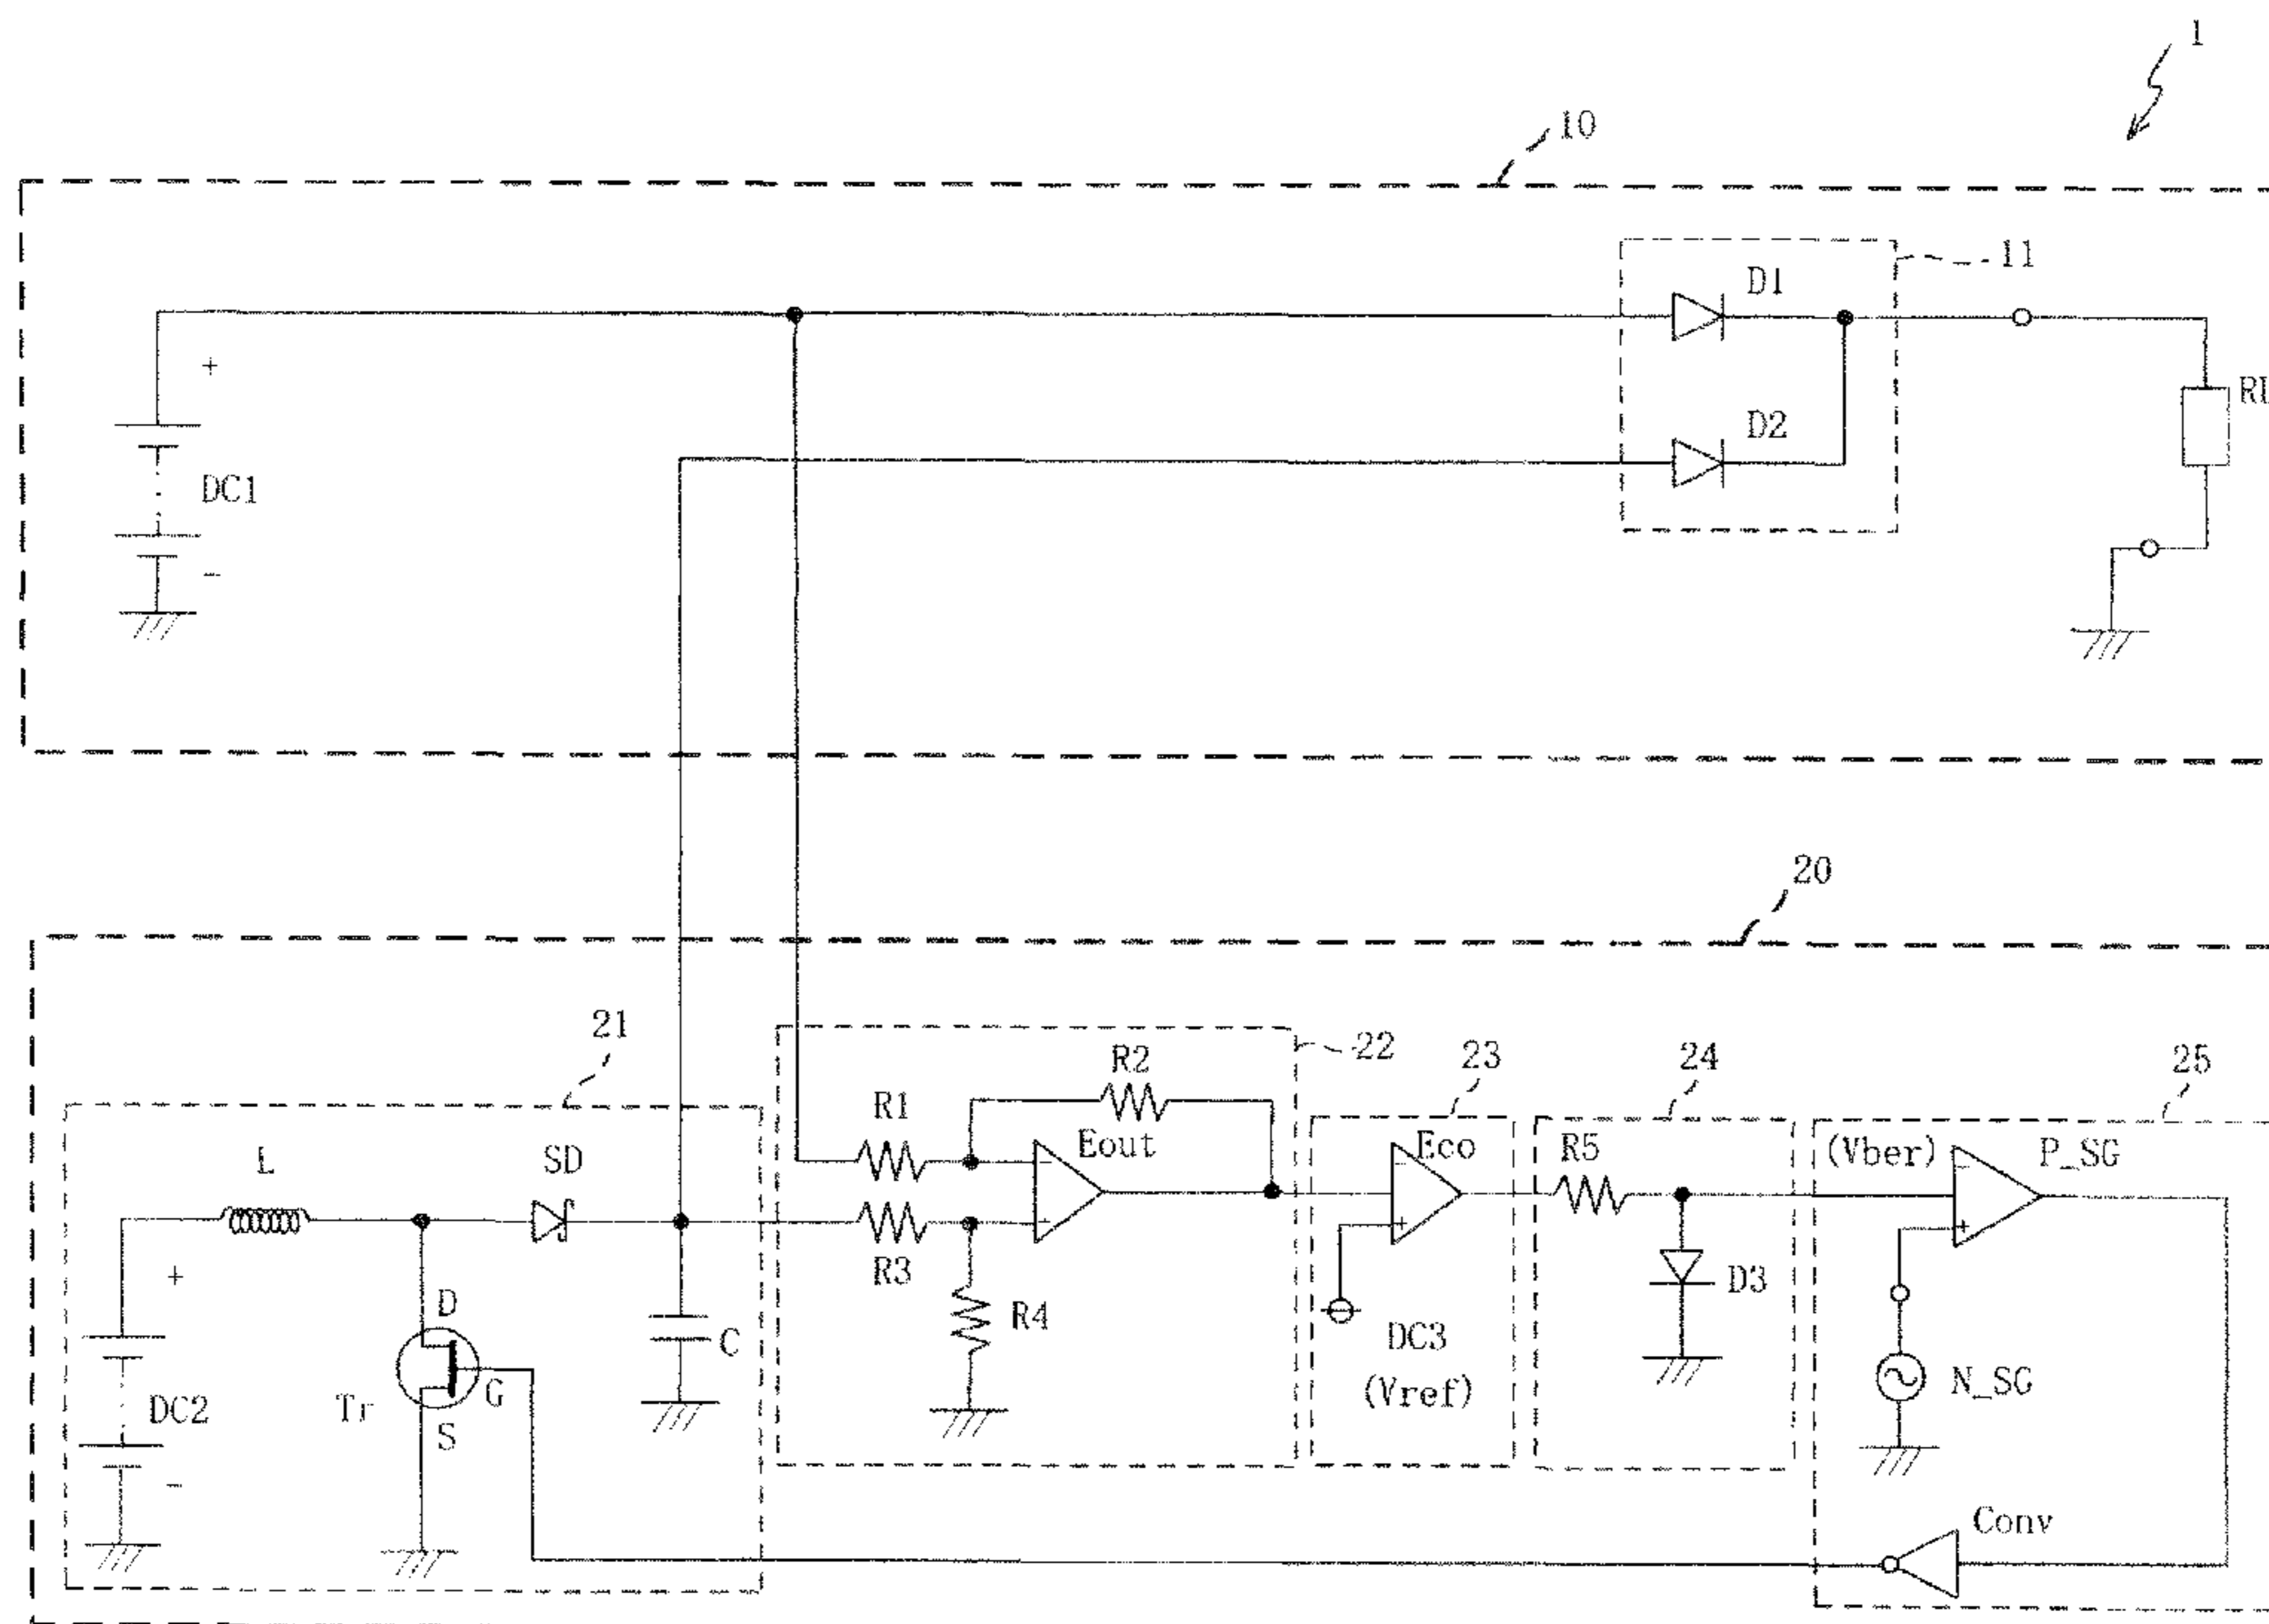 1
10
11
D1
+
D2
RL
DC1
−
20
21
22
23
24
25
R2
R1
Eout
Eco
R5
(Vber)
P_SG
−
−
−
L
SD
+
+
+
R3
+
D3
D
R4
C
DC3
G
N_SG
Tr
DC2
(Vref)
S
−
Conv